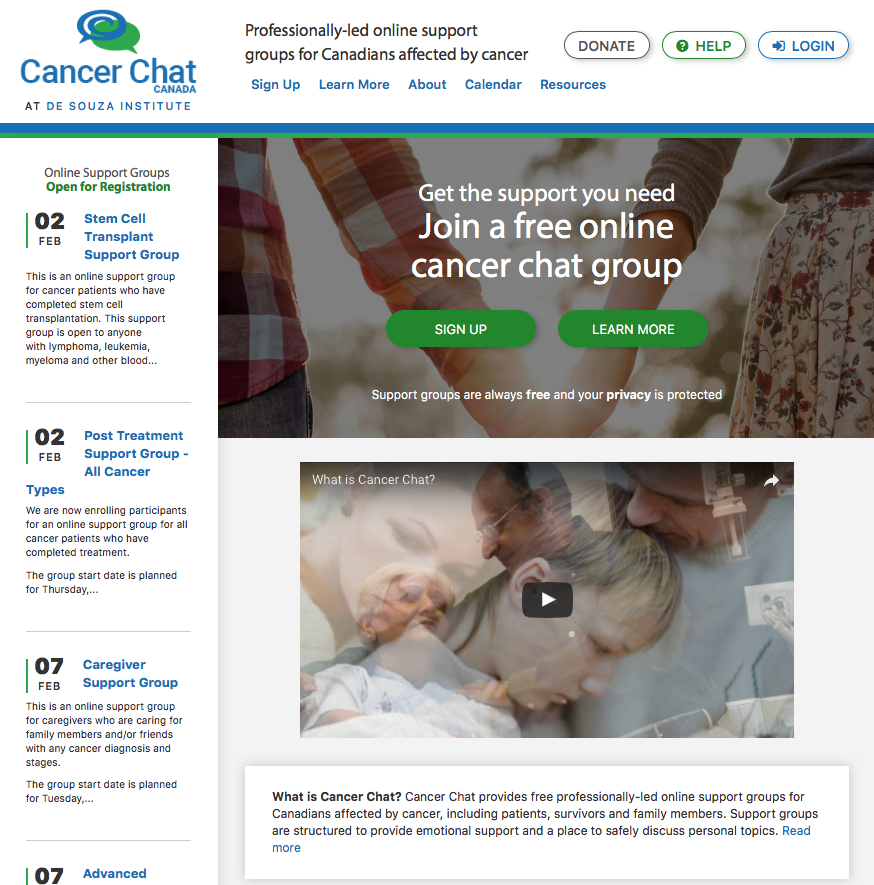 Cancer Chat
CANADA
AT DE SOUZA INSTITUTE
Professionally-led online support
groups for Canadians affected by cancer
DONATE
HELP
LOGIN
Sign Up
Learn More
About
Calendar
Resources
Online Support Groups
Open for Registration
02
FEB
Stem Cell
Transplant
Support Group
This is an online support group
for cancer patients who have
completed stem cell
transplantation. This support
group is open to anyone
with lymphoma, leukemia,
myeloma and other blood...
02
FEB
Post Treatment
Support Group -
All Cancer
Types
We are now enrolling participants
for an online support group for all
cancer patients who have
completed treatment.
The group start date is planned
for Thursday,...
07
FEB
Caregiver
Support Group
This is an online support group
for caregivers who are caring for
family members and/or friends
with any cancer diagnosis and
stages.
The group start date is planned
for Tuesday,...
07
Advanced
Get the support you need
Join a free online
cancer chat group
SIGN UP
LEARN MORE
Support groups are always free and your privacy is protected
What is Cancer Chat?
What is Cancer Chat? Cancer Chat provides free professionally-led online support groups for
Canadians affected by cancer, including patients, survivors and family members. Support groups
are structured to provide emotional support and a place to safely discuss personal topics. Read
more